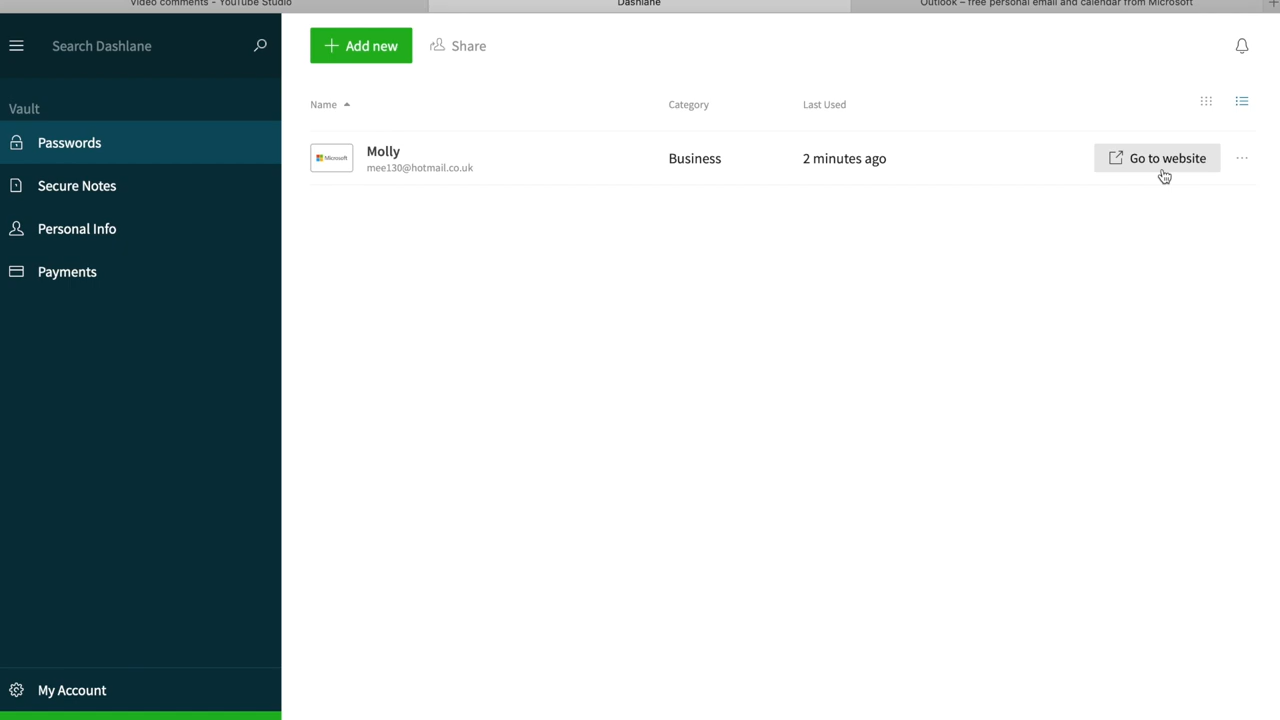 Video comments - YouTube Studio
Dashlane
Outlook – free personal email and calendar from Microsoft
Search Dashlane
Add new
Share
Vault
Name
Category
Last Used
Passwords
Microsoft
Molly
mee130@hotmail.co.uk
Business
2 minutes ago
Go to website
Secure Notes
Personal Info
Payments
My Account